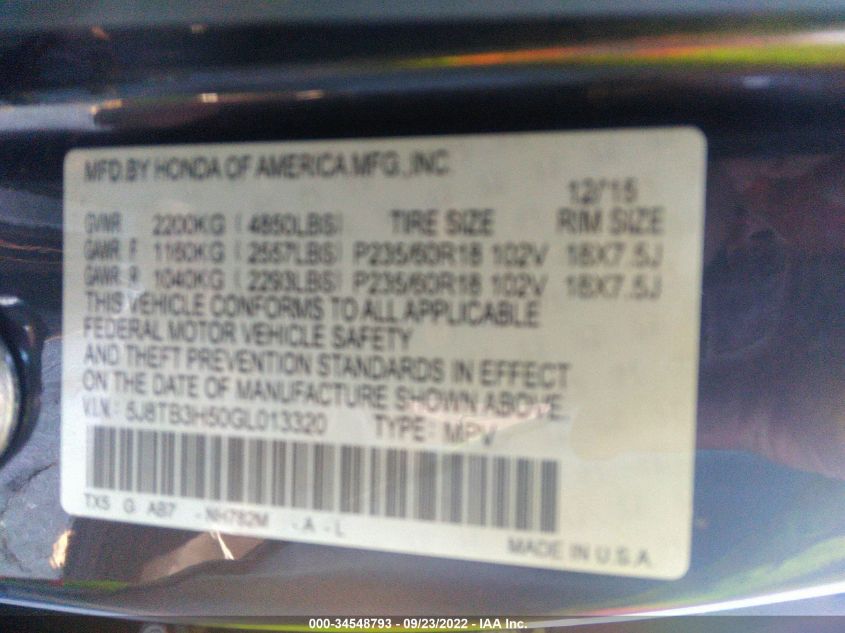 MFD.BY HONDA OF AMERICA MFG.,INC.
12/'15
GVWR 2200KG (4850LBS) TIRE SIZE RIM SIZE
GAWR F 1160KG (2557LBS) P235/60R18 102V 18X7.5J
GAWR R 1040KG (2293LBS) P235/60R18 102V 18X7.5J
THIS VEHICLE CONFORMS TO ALL APPLICABLE
FEDERAL MOTOR VEHICLE SAFETY
AND THEFT PREVENTION STANDARDS IN EFFECT
ON THE DATE OF MANUFACTURE SHOWN ABOVE.
V.I.N.: 5J8TB3H50GL013320 TYPE: MPV
TX5 G AB7 -NH782M -A-L
MADE IN U.S.A.
000-34548793 - 09/23/2022 - IAA Inc.